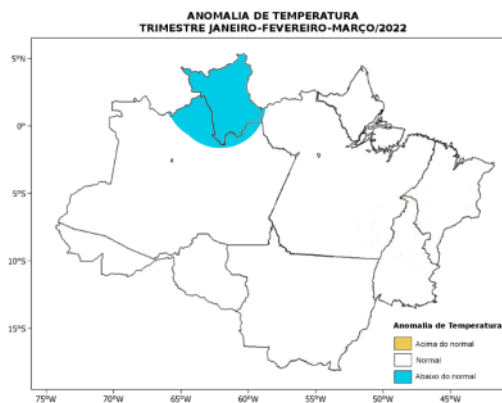 ANOMALIA DE TEMPERATURA
TRIMESTRE JANEIRO-FEVEREIRO-MARÇO/2022
5°N
0°
5°S
10°S
15°S
Anomalia de Temperatura
Acima do normal
Normal
Abaixo do normal
75°W
70°W
65°W
60°W
55°W
50°W
45°W